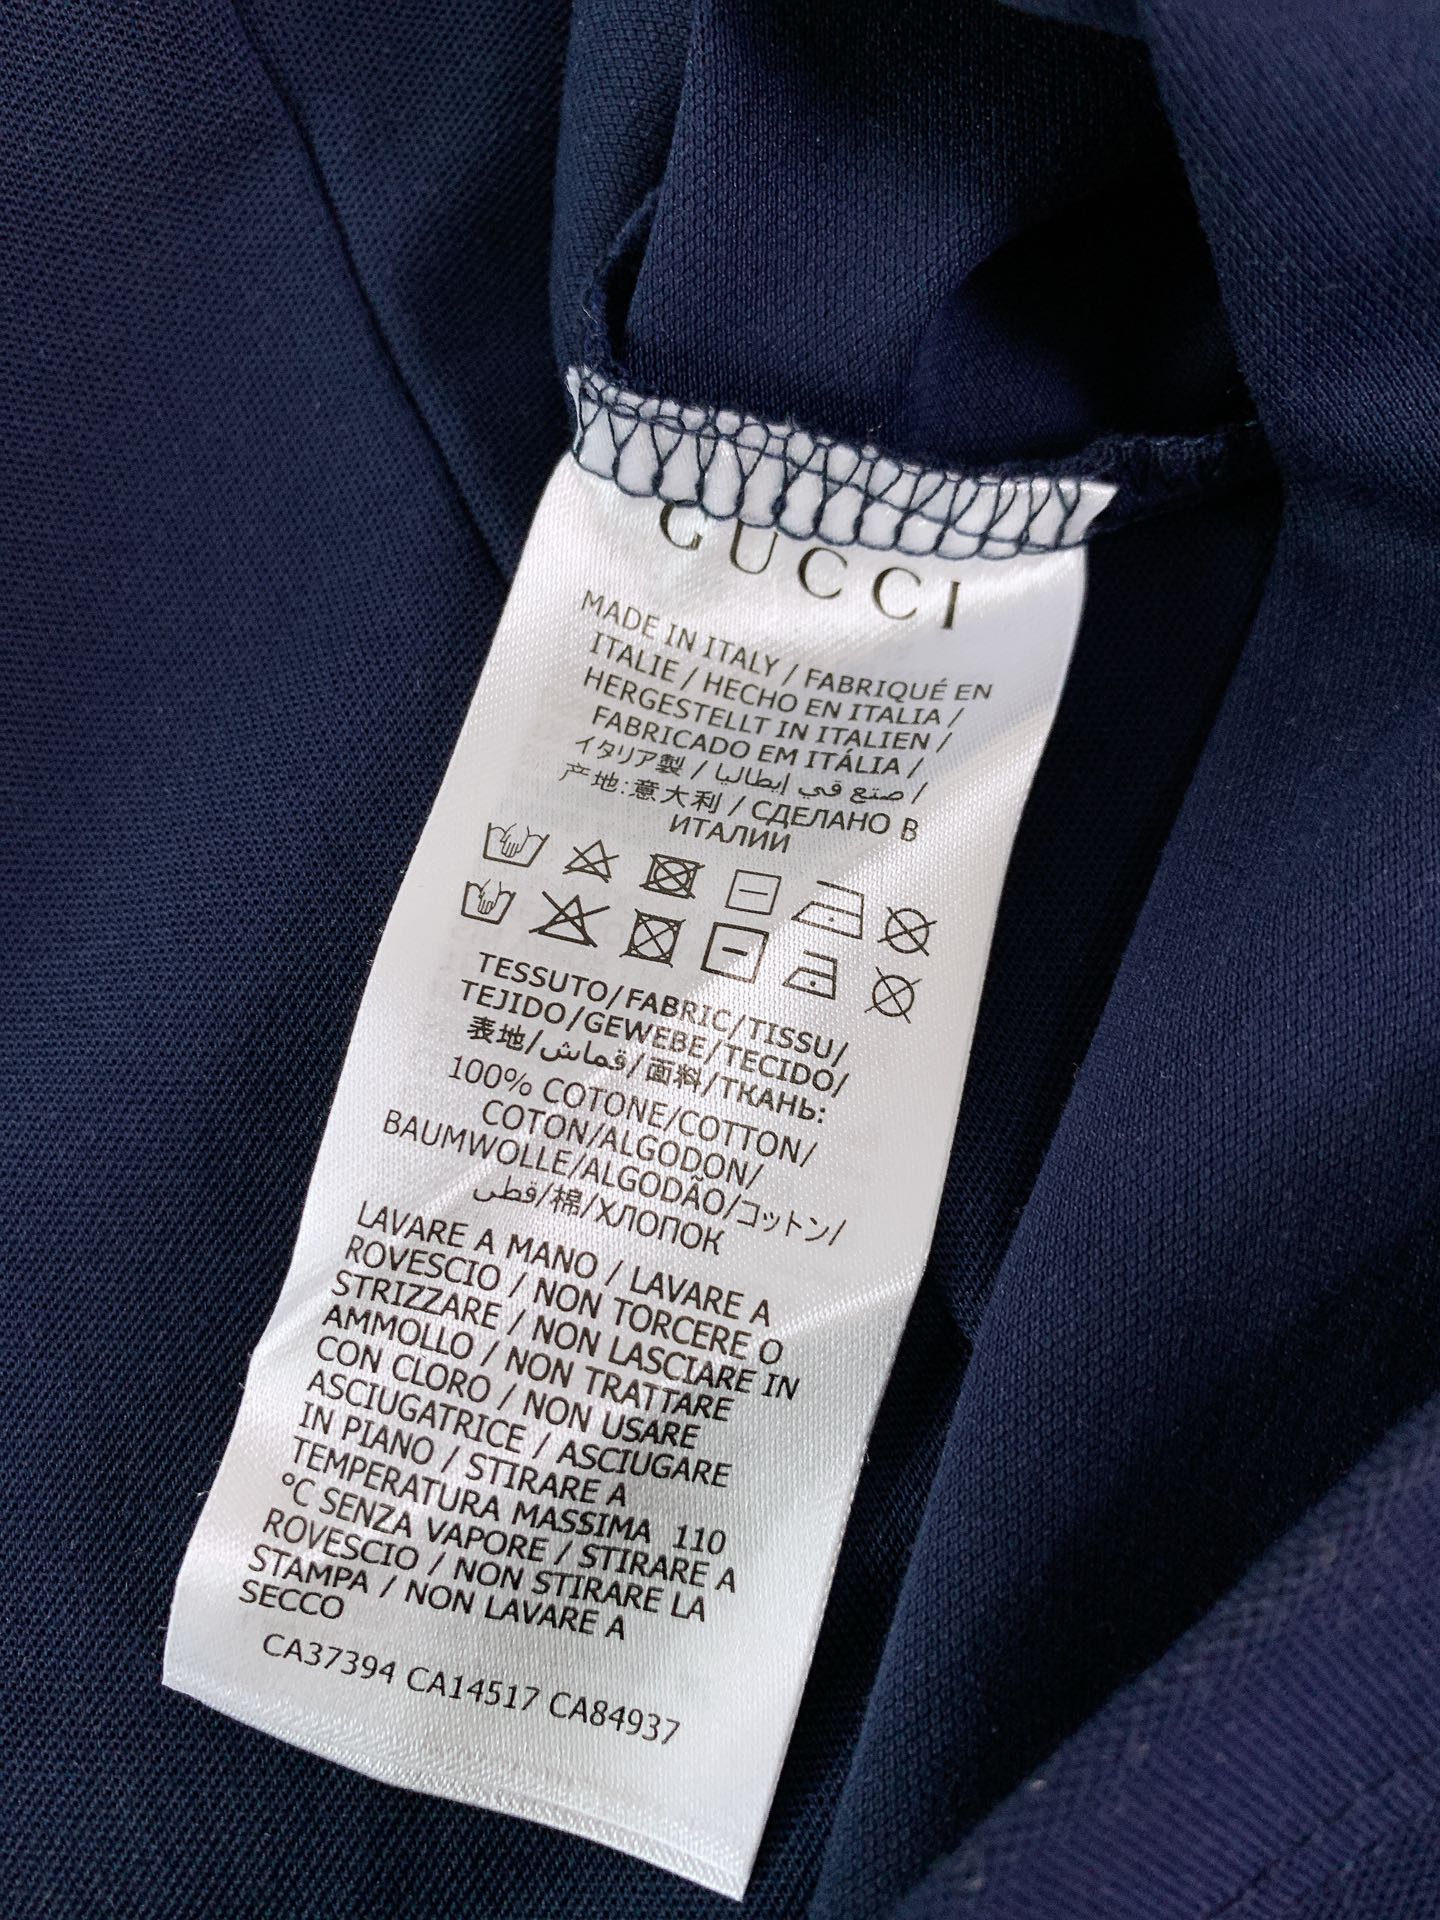 GUCCI
MADE IN ITALY / FABRIQUÉ EN
ITALIE / HECHO EN ITALIA /
HERGESTELLT IN ITALIEN /
FABRICADO EM ITÁLIA /
イタリア製 / صنع في إيطاليا /
产地:意大利 / СДЕЛАНО В
ИТАЛИИ
TESSUTO/FABRIC/TISSU/
TEJIDO/GEWEBE/TECIDO/
表地/قماش/面料/ТКАНЬ:
100% COTONE/COTTON/
COTON/ALGODON/
BAUMWOLLE/ALGODÃO/コットン/
قطن/棉/ХЛОПОК
LAVARE A MANO / LAVARE A
ROVESCIO / NON TORCERE O
STRIZZARE / NON LASCIARE IN
AMMOLLO / NON TRATTARE
CON CLORO / NON USARE
ASCIUGATRICE / ASCIUGARE
IN PIANO / STIRARE A
TEMPERATURA MASSIMA 110
°C SENZA VAPORE / STIRARE A
ROVESCIO / NON STIRARE LA
STAMPA / NON LAVARE A
SECCO
CA37394 CA14517 CA84937